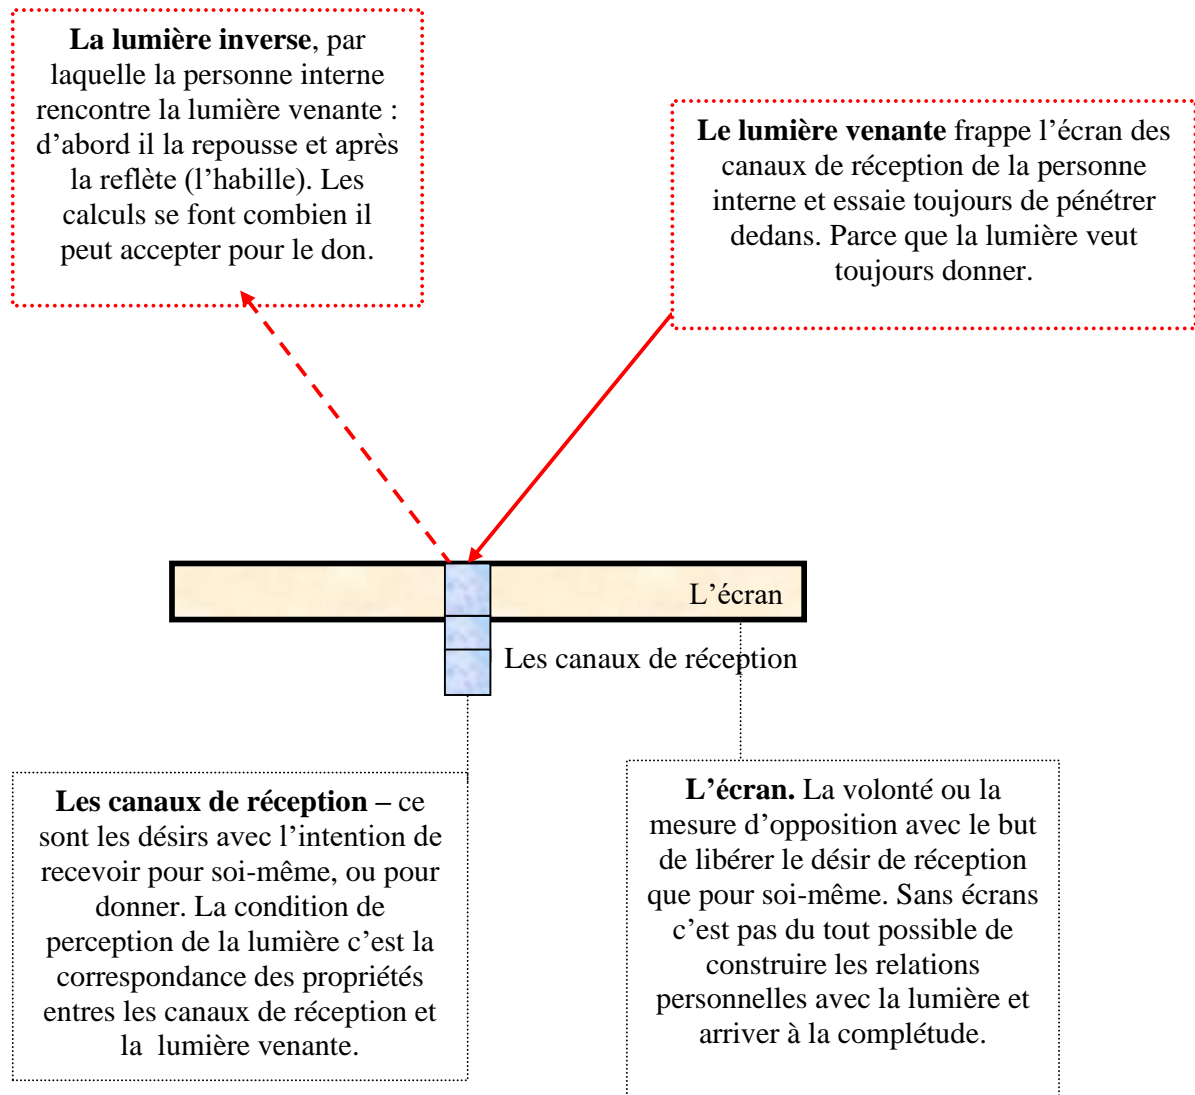 La lumière inverse, par
laquelle la personne interne
rencontre la lumière venante :
d’abord il la repousse et après
la reflète (l’habille). Les
calculs se font combien il
peut accepter pour le don.
Le lumière venante frappe l’écran des
canaux de réception de la personne
interne et essaie toujours de pénétrer
dedans. Parce que la lumière veut
toujours donner.
L’écran
Les canaux de réception
Les canaux de réception – ce
sont les désirs avec l’intention de
recevoir pour soi-même, ou pour
donner. La condition de
perception de la lumière c’est la
correspondance des propriétés
entres les canaux de réception et
la lumière venante.
L’écran. La volonté ou la
mesure d’opposition avec le but
de libérer le désir de réception
que pour soi-même. Sans écrans
c’est pas du tout possible de
construire les relations
personnelles avec la lumière et
arriver à la complétude.